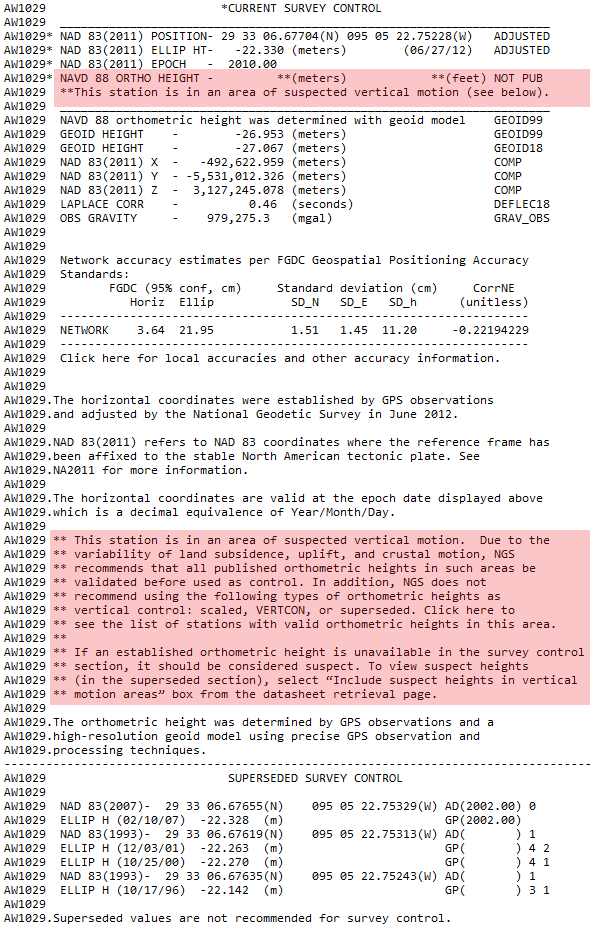 AW1029                         *CURRENT SURVEY CONTROL
AW1029  ______________________________________________________________________
AW1029* NAD 83(2011) POSITION- 29 33 06.67704(N) 095 05 22.75228(W)   ADJUSTED
AW1029* NAD 83(2011) ELLIP HT-   -22.330 (meters)        (06/27/12)   ADJUSTED
AW1029* NAD 83(2011) EPOCH   -  2010.00
AW1029* NAVD 88 ORTHO HEIGHT -         **(meters)            **(feet) NOT PUB
AW1029  **This station is in an area of suspected vertical motion (see below).
AW1029  ______________________________________________________________________
AW1029  NAVD 88 orthometric height was determined with geoid model    GEOID99
AW1029  GEOID HEIGHT    -        -26.953 (meters)                     GEOID99
AW1029  GEOID HEIGHT    -        -27.067 (meters)                     GEOID18
AW1029  NAD 83(2011) X  -   -492,622.959 (meters)                     COMP
AW1029  NAD 83(2011) Y  - -5,531,012.326 (meters)                     COMP
AW1029  NAD 83(2011) Z  -  3,127,245.078 (meters)                     COMP
AW1029  LAPLACE CORR    -          0.46  (seconds)                    DEFLEC18
AW1029  OBS GRAVITY     -    979,275.3   (mgal)                       GRAV_OBS
AW1029
AW1029
AW1029  Network accuracy estimates per FGDC Geospatial Positioning Accuracy
AW1029  Standards:
AW1029         FGDC (95% conf, cm)     Standard deviation (cm)     CorrNE
AW1029            Horiz  Ellip           SD_N   SD_E   SD_h      (unitless)
AW1029  -------------------------------------------------------------------
AW1029  NETWORK    3.64  21.95           1.51   1.45  11.20     -0.22194229
AW1029  -------------------------------------------------------------------
AW1029  Click here for local accuracies and other accuracy information.
AW1029
AW1029
AW1029.The horizontal coordinates were established by GPS observations
AW1029.and adjusted by the National Geodetic Survey in June 2012.
AW1029
AW1029.NAD 83(2011) refers to NAD 83 coordinates where the reference frame has
AW1029.been affixed to the stable North American tectonic plate. See
AW1029.NA2011 for more information.
AW1029
AW1029.The horizontal coordinates are valid at the epoch date displayed above
AW1029.which is a decimal equivalence of Year/Month/Day.
AW1029
AW1029 ** This station is in an area of suspected vertical motion.  Due to the
AW1029 ** variability of land subsidence, uplift, and crustal motion, NGS
AW1029 ** recommends that all published orthometric heights in such areas be
AW1029 ** validated before used as control. In addition, NGS does not
AW1029 ** recommend using the following types of orthometric heights as
AW1029 ** vertical control: scaled, VERTCON, or superseded. Click here to
AW1029 ** see the list of stations with valid orthometric heights in this area.
AW1029 **
AW1029 ** If an established orthometric height is unavailable in the survey control
AW1029 ** section, it should be considered suspect. To view suspect heights
AW1029 ** (in the superseded section), select “Include suspect heights in vertical
AW1029 ** motion areas” box from the datasheet retrieval page.
AW1029
AW1029.The orthometric height was determined by GPS observations and a
AW1029.high-resolution geoid model using precise GPS observation and
AW1029.processing techniques.
------------------------------------------------------------------------------------
AW1029                          SUPERSEDED SURVEY CONTROL
AW1029
AW1029  NAD 83(2007)-  29 33 06.67655(N)    095 05 22.75329(W) AD(2002.00) 0
AW1029  ELLIP H (02/10/07)  -22.328  (m)                       GP(2002.00)
AW1029  NAD 83(1993)-  29 33 06.67619(N)    095 05 22.75313(W) AD(       ) 1
AW1029  ELLIP H (12/03/01)  -22.263  (m)                       GP(       ) 4 2
AW1029  ELLIP H (10/25/00)  -22.270  (m)                       GP(       ) 4 1
AW1029  NAD 83(1993)-  29 33 06.67635(N)    095 05 22.75243(W) AD(       ) 1
AW1029  ELLIP H (10/17/96)  -22.142  (m)                       GP(       ) 3 1
AW1029
AW1029.Superseded values are not recommended for survey control.